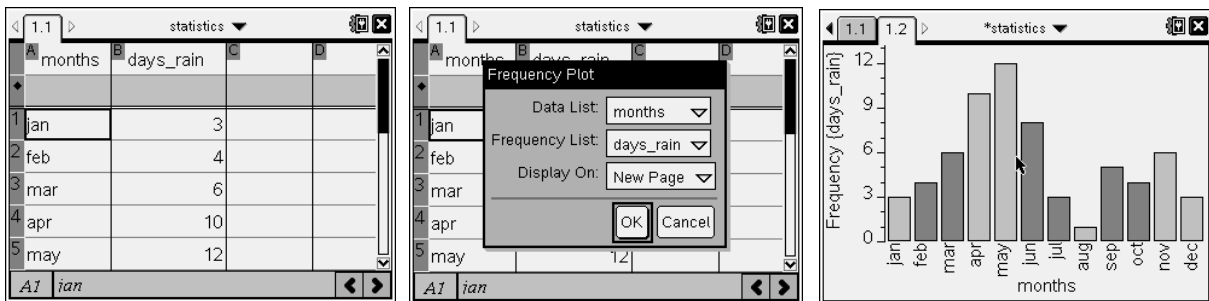 1.1 statistics
A months B days_rain C D
1 jan 3
2 feb 4
3 mar 6
4 apr 10
5 may 12
A1 jan
1.1 statistics
A months B days_rain C D
Frequency Plot
Data List: months
Frequency List: days_rain
Display On: New Page
OK Cancel
1 jan
2 feb
3 mar
4 apr
5 may 12
A1 jan
1.1 1.2 *statistics
Frequency {days_rain}
12
9
6
3
0
jan feb mar apr may jun jul aug sep oct nov dec
months